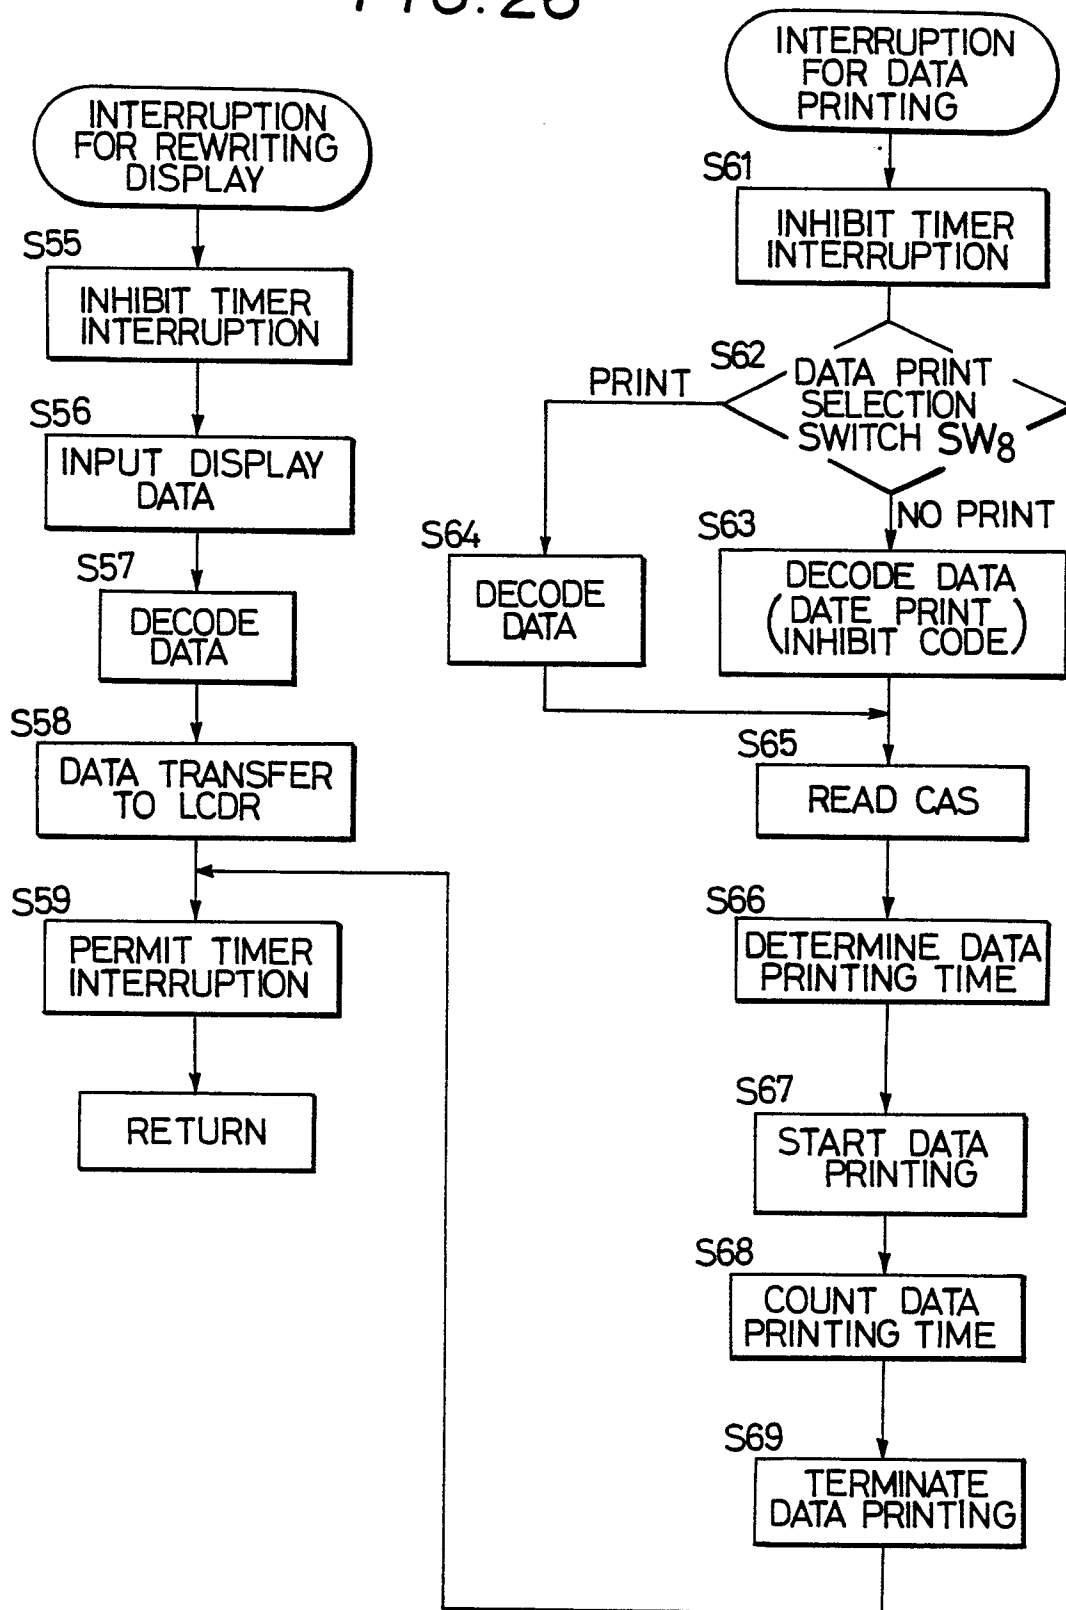 FIG. 26
INTERRUPTION
FOR REWRITING
DISPLAY
S55
INHIBIT TIMER
INTERRUPTION
S56
INPUT DISPLAY
DATA
S57
DECODE
DATA
S58
DATA TRANSFER
TO LCDR
S59
PERMIT TIMER
INTERRUPTION
RETURN
INTERRUPTION
FOR DATA
PRINTING
S61
INHIBIT TIMER
INTERRUPTION
S62
DATA PRINT
SELECTION
SWITCH SW8
PRINT
NO PRINT
S64
DECODE
DATA
S63
DECODE DATA
(DATE PRINT
INHIBIT CODE)
S65
READ CAS
S66
DETERMINE DATA
PRINTING TIME
S67
START DATA
PRINTING
S68
COUNT DATA
PRINTING TIME
S69
TERMINATE
DATA PRINTING